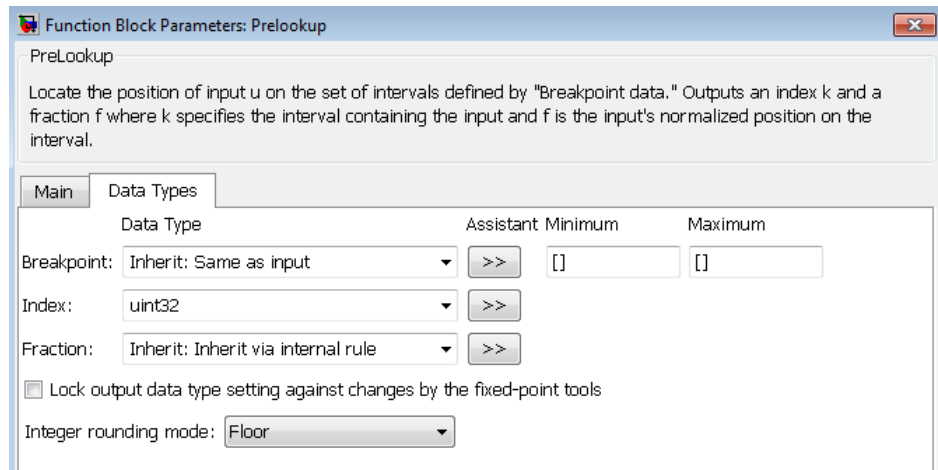 Function Block Parameters: Prelookup
PreLookup
Locate the position of input u on the set of intervals defined by "Breakpoint data." Outputs an index k and a
fraction f where k specifies the interval containing the input and f is the input's normalized position on the
interval.
Main Data Types
Data Type Assistant Minimum Maximum
Breakpoint: Inherit: Same as input >> [] []
Index: uint32 >>
Fraction: Inherit: Inherit via internal rule >>
Lock output data type setting against changes by the fixed-point tools
Integer rounding mode: Floor